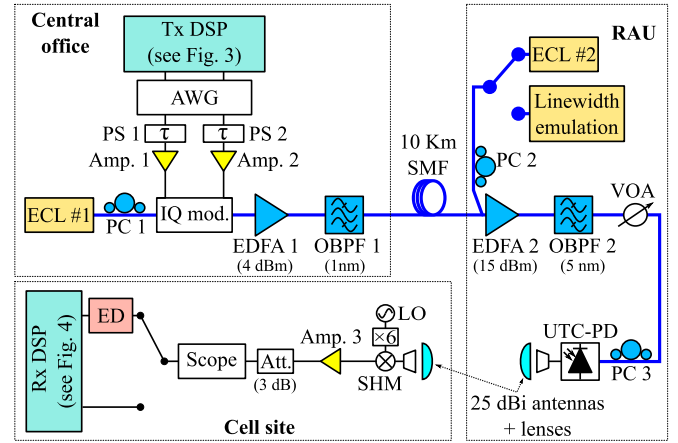 Central
office
Tx DSP
(see Fig. 3)
AWG
PS 1
τ
τ
PS 2
Amp. 1
Amp. 2
ECL #1
PC 1
IQ mod.
EDFA 1
(4 dBm)
OBPF 1
(1nm)
10 Km
SMF
RAU
ECL #2
Linewidth
emulation
PC 2
EDFA 2
(15 dBm)
OBPF 2
(5 nm)
VOA
UTC-PD
PC 3
25 dBi antennas
+ lenses
Rx DSP
(see Fig. 4)
ED
Scope
Att.
(3 dB)
Amp. 3
LO
×6
SHM
Cell site